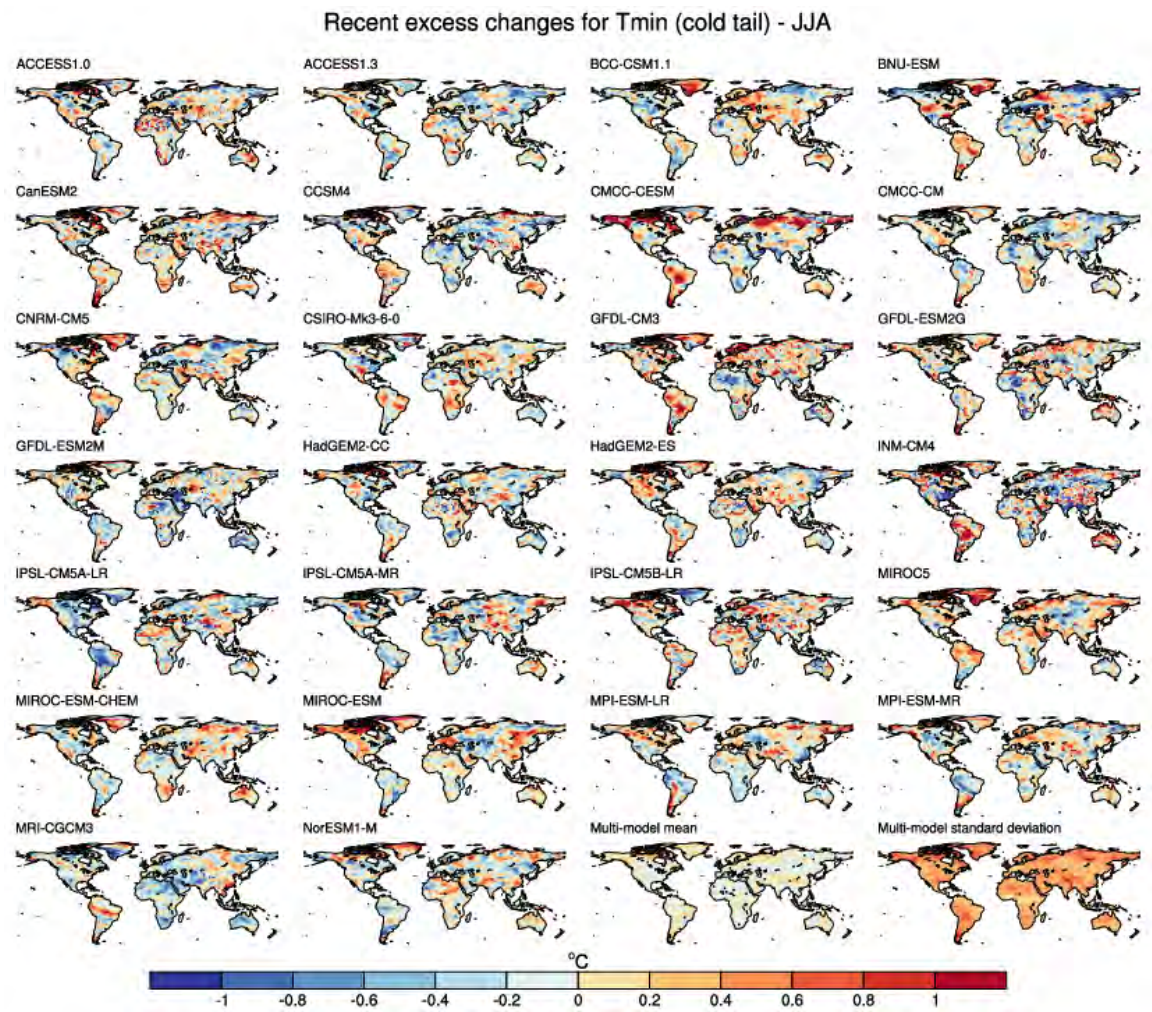 Recent excess changes for Tmin (cold tail) - JJA
ACCESS1.0 ACCESS1.3 BCC-CSM1.1 BNU-ESM
CanESM2 CCSM4 CMCC-CESM CMCC-CM
CNRM-CM5 CSIRO-Mk3-6-0 GFDL-CM3 GFDL-ESM2G
GFDL-ESM2M HadGEM2-CC HadGEM2-ES INM-CM4
IPSL-CM5A-LR IPSL-CM5A-MR IPSL-CM5B-LR MIROC5
MIROC-ESM-CHEM MIROC-ESM MPI-ESM-LR MPI-ESM-MR
MRI-CGCM3 NorESM1-M Multi-model mean Multi-model standard deviation
°C
-1 -0.8 -0.6 -0.4 -0.2 0 0.2 0.4 0.6 0.8 1